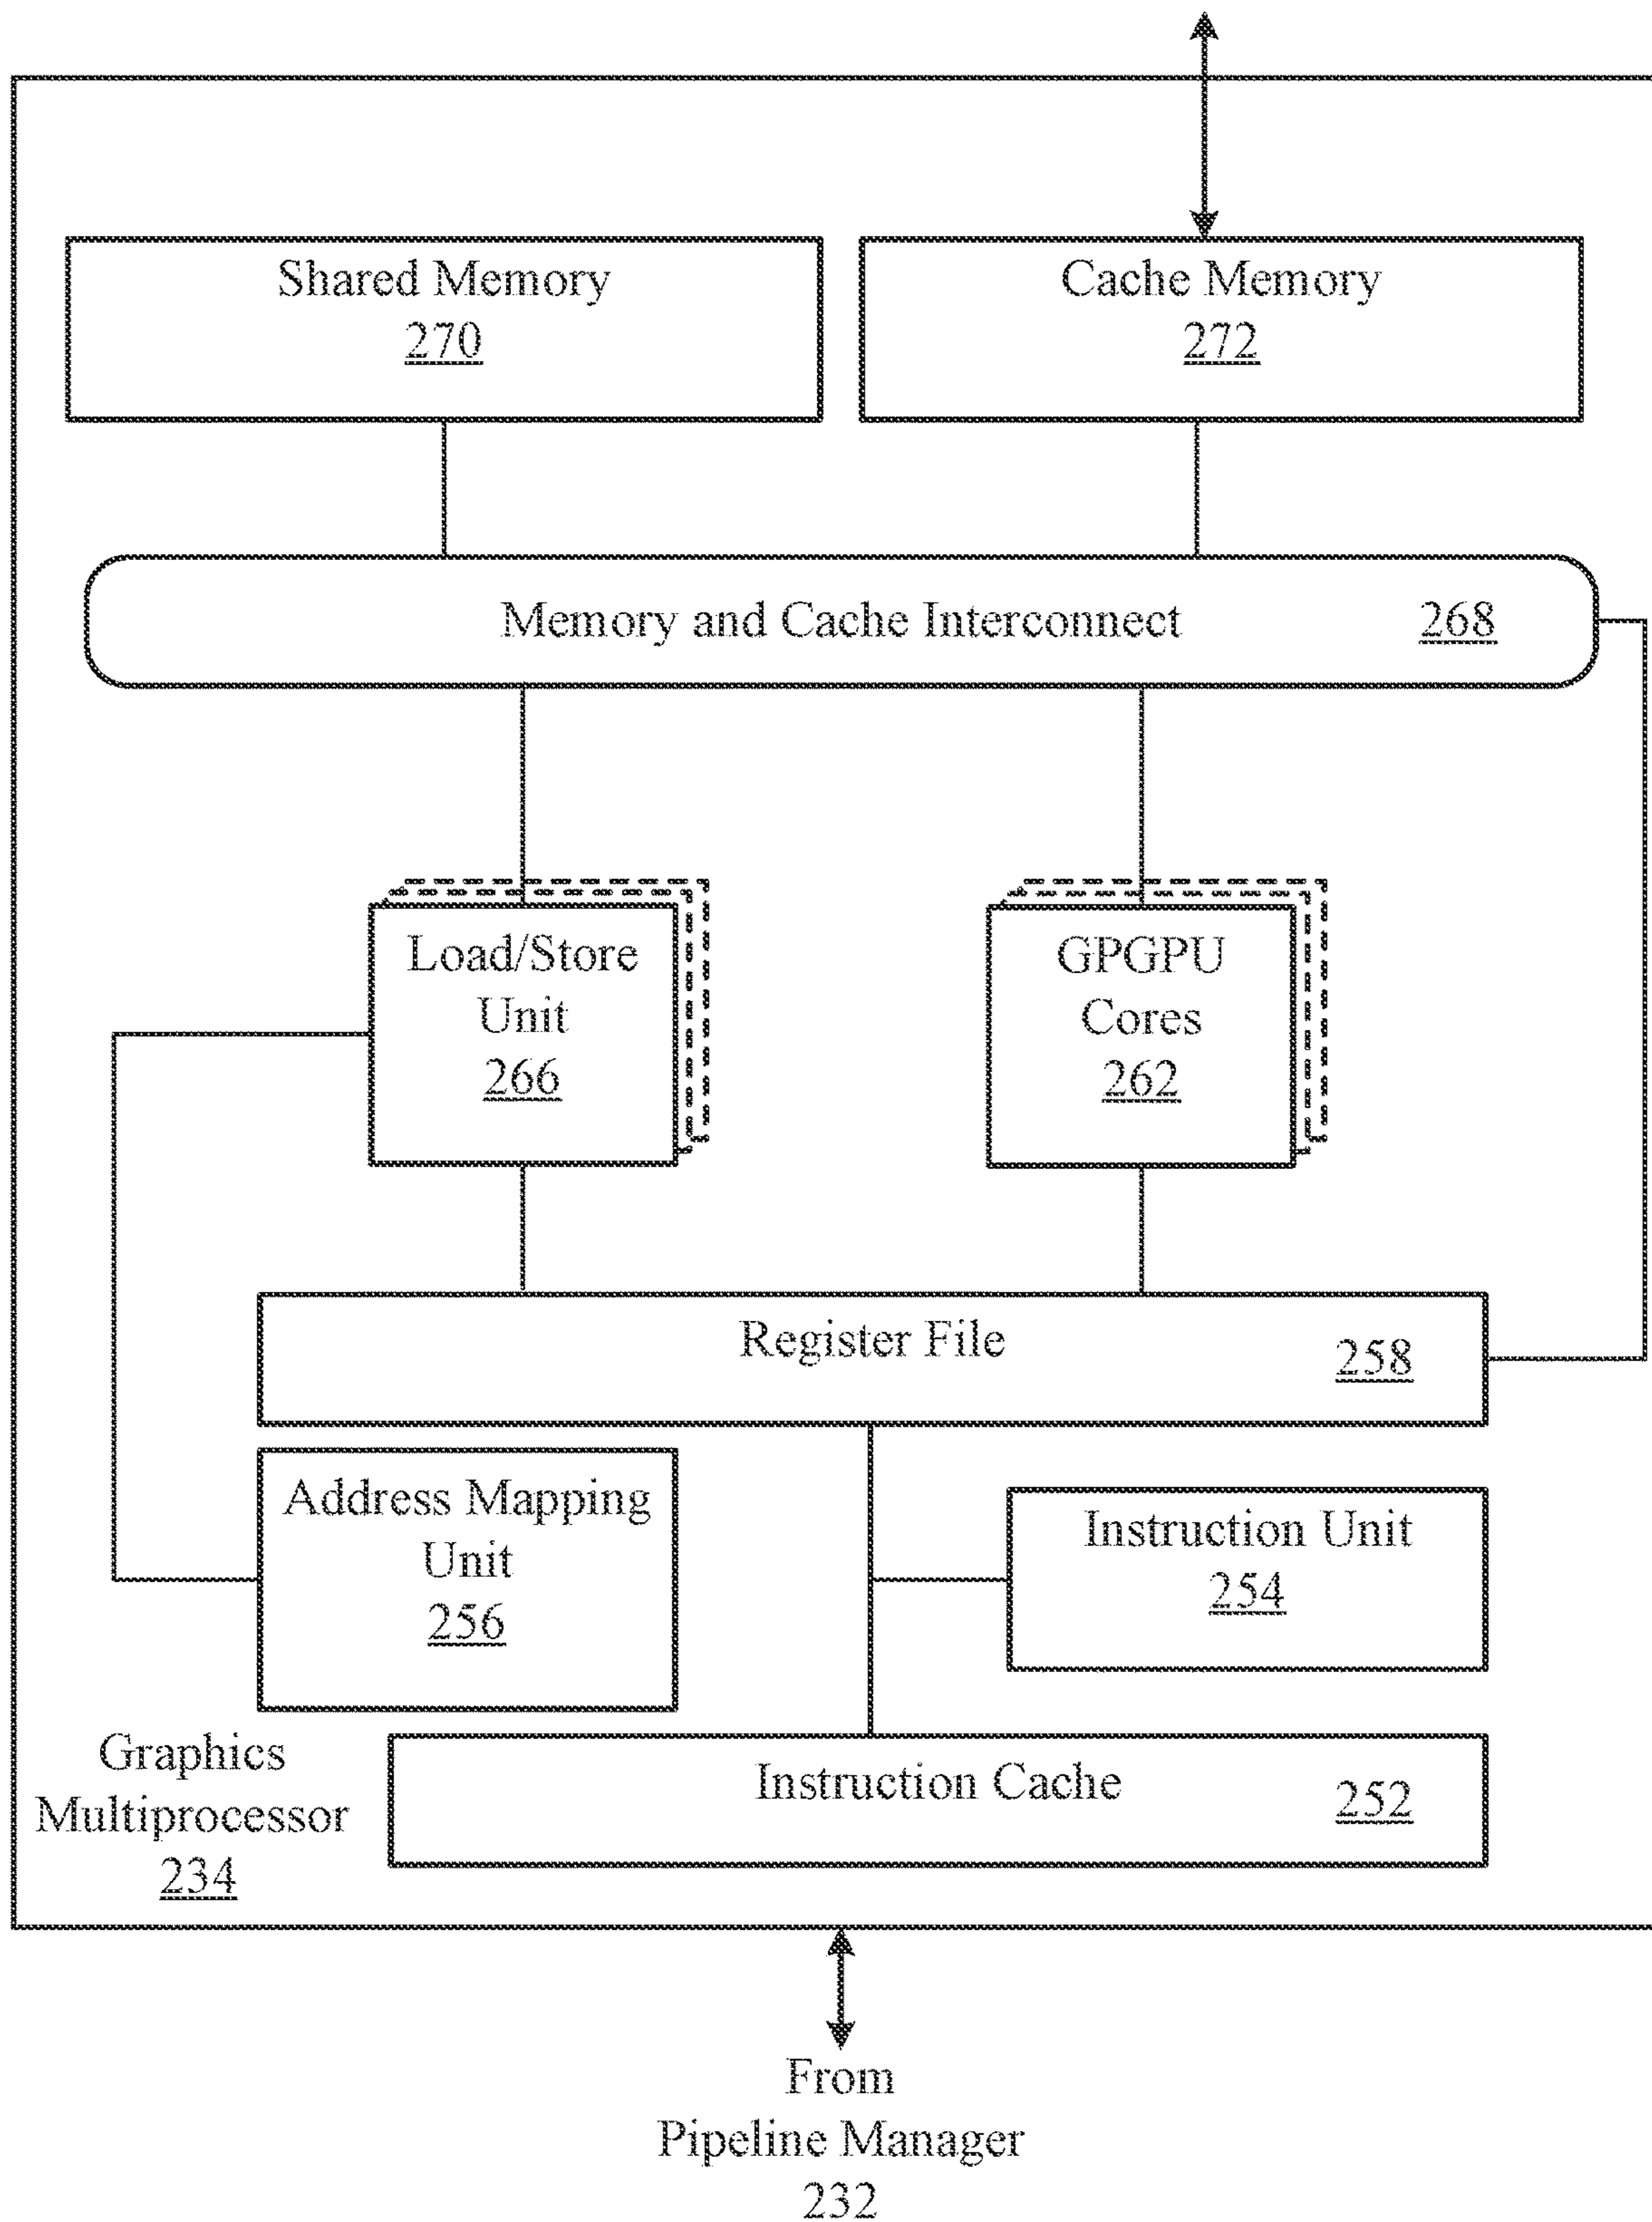 Shared Memory
270
Cache Memory
272
Memory and Cache Interconnect 268
Load/Store
Unit
266
GPGPU
Cores
262
Register File 258
Address Mapping
Unit
256
Instruction Unit
254
Graphics
Multiprocessor
234
Instruction Cache 252
From
Pipeline Manager
232